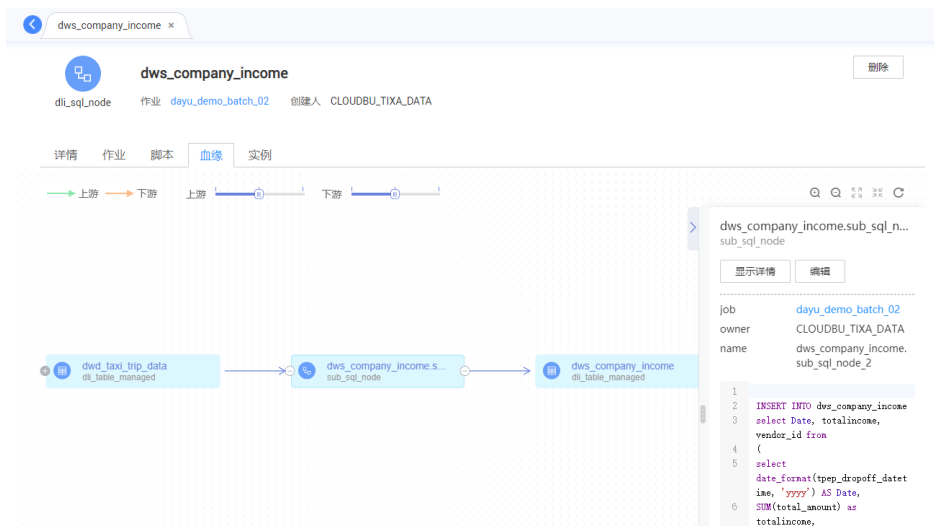 dws_company_income ×
dws_company_income
删除
dli_sql_node
作业 dayu_demo_batch_02 创建人 CLOUDBU_TIXA_DATA
详情 作业 脚本 血缘 实例
上游 下游 上游 下游
dws_company_income.sub_sql_n...
sub_sql_node
显示详情 编辑
job dayu_demo_batch_02
owner CLOUDBU_TIXA_DATA
name dws_company_income.
sub_sql_node_2
dwd_taxi_trip_data
dli_table_managed
dws_company_income.s...
sub_sql_node
dws_company_income
dli_table_managed
1
2 INSERT INTO dws_company_income
3 select Date, totalincome,
vendor_id from
4 (
5 select
date_format(tpep_dropoff_datet
ime, 'yyyy') AS Date,
6 SUM(total_amount) as
totalincome,